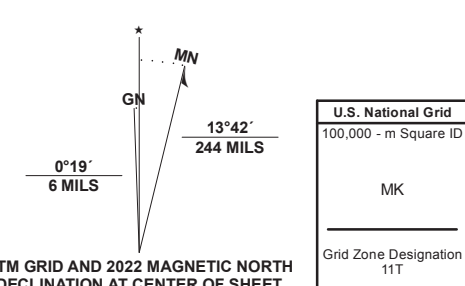 ★
MN
GN
13°42´
244 MILS
0°19´
6 MILS
TM GRID AND 2022 MAGNETIC NORTH
DECLINATION AT CENTER OF SHEET
U.S. National Grid
100,000 - m Square ID
MK
Grid Zone Designation
11T